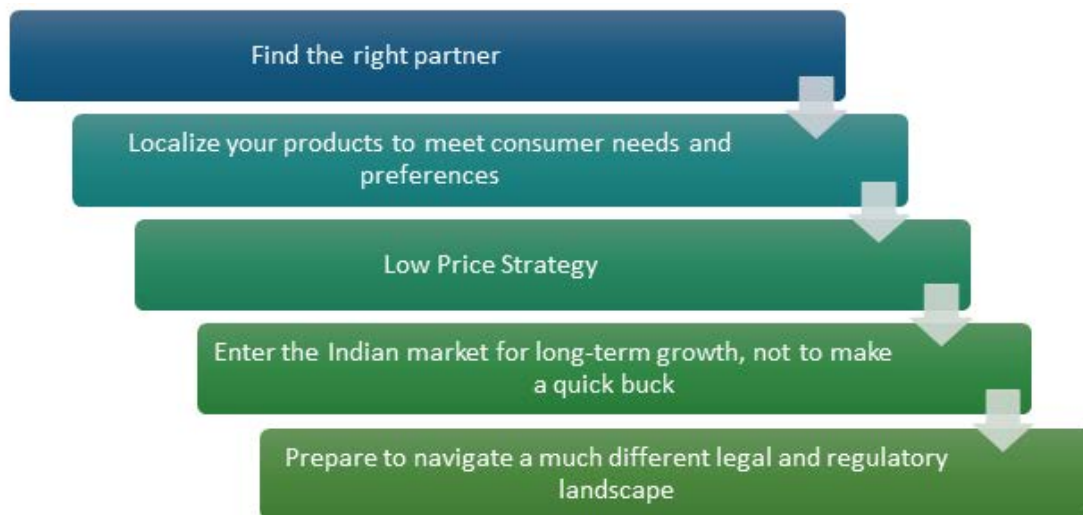 Find the right partner
Localize your products to meet consumer needs and
preferences
Low Price Strategy
Enter the Indian market for long-term growth, not to make
a quick buck
Prepare to navigate a much different legal and regulatory
landscape